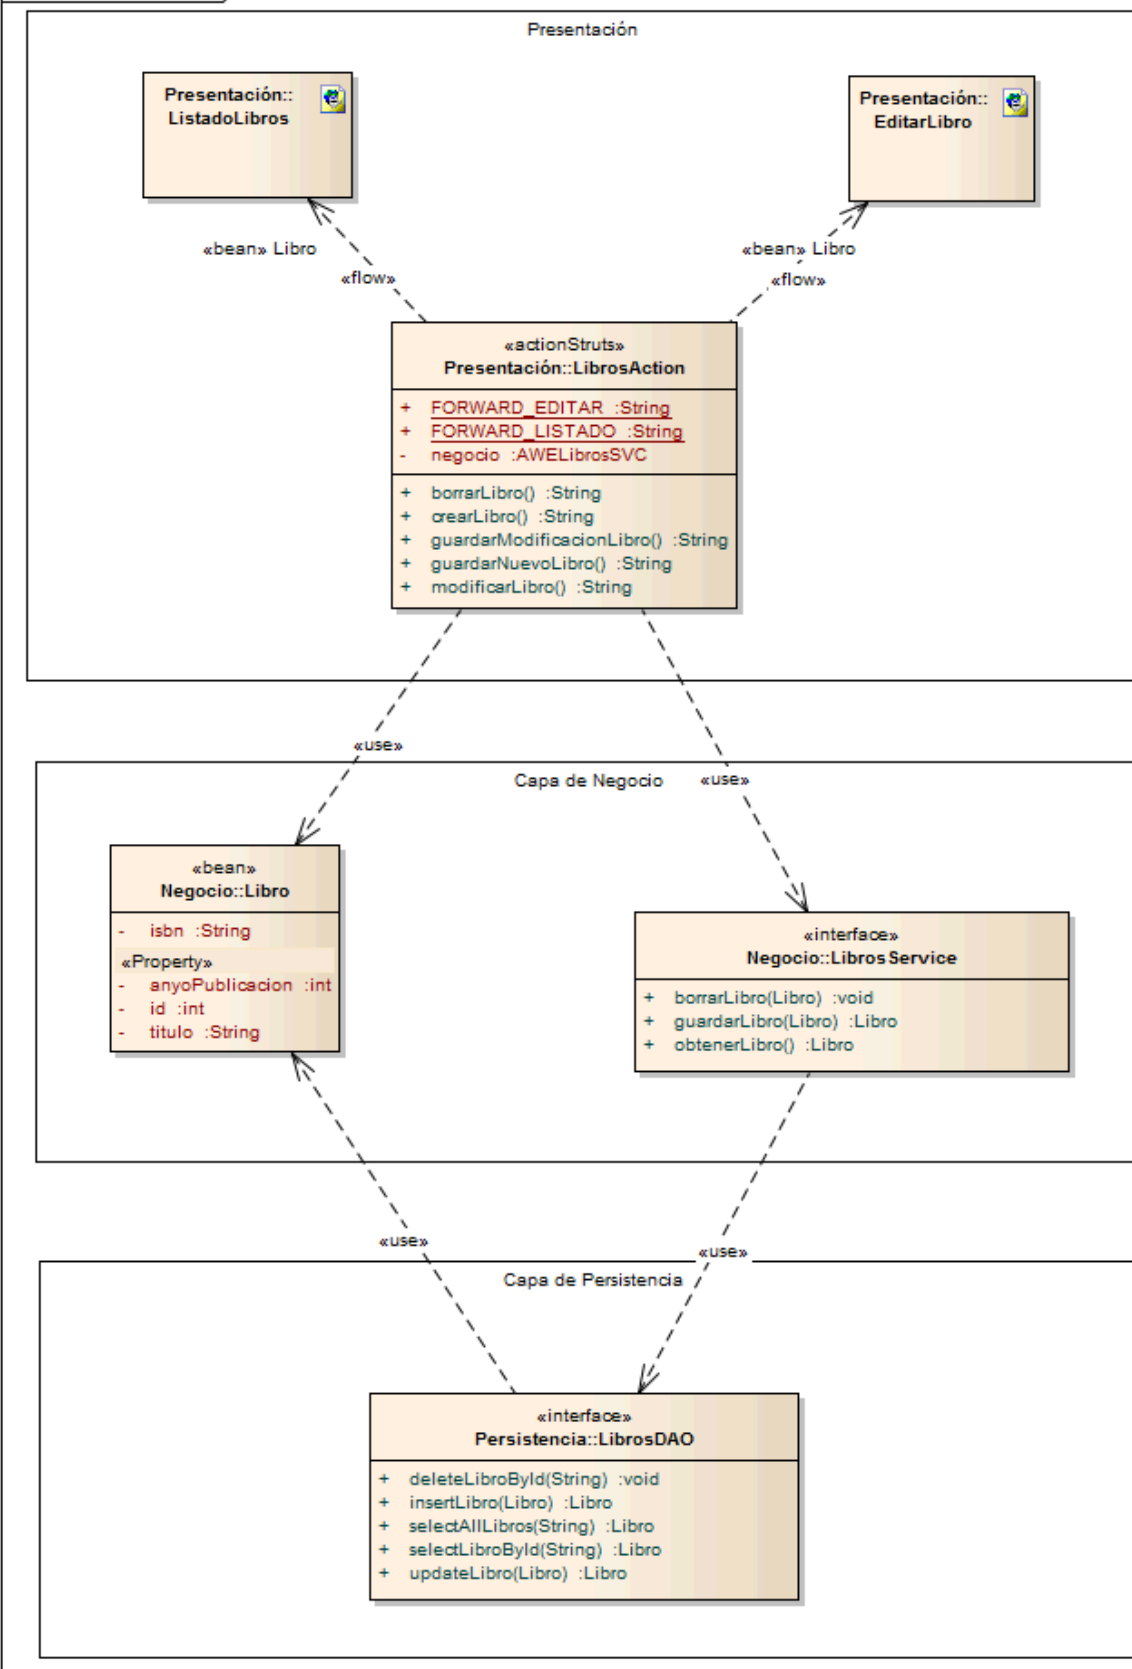 Presentación
Presentación::
ListadoLibros
Presentación::
EditarLibro
«bean» Libro
«flow»
«bean» Libro
«flow»
«actionStruts»
Presentación::LibrosAction
+ FORWARD_EDITAR :String
+ FORWARD_LISTADO :String
- negocio :AWELibrosSVC
+ borrarLibro() :String
+ crearLibro() :String
+ guardarModificacionLibro() :String
+ guardarNuevoLibro() :String
+ modificarLibro() :String
«use»
«use»
Capa de Negocio
«bean»
Negocio::Libro
- isbn :String
«Property»
- anyoPublicacion :int
- id :int
- titulo :String
«interface»
Negocio::LibrosService
+ borrarLibro(Libro) :void
+ guardarLibro(Libro) :Libro
+ obtenerLibro() :Libro
«use»
«use»
Capa de Persistencia
«interface»
Persistencia::LibrosDAO
+ deleteLibroById(String) :void
+ insertLibro(Libro) :Libro
+ selectAllLibros(String) :Libro
+ selectLibroById(String) :Libro
+ updateLibro(Libro) :Libro